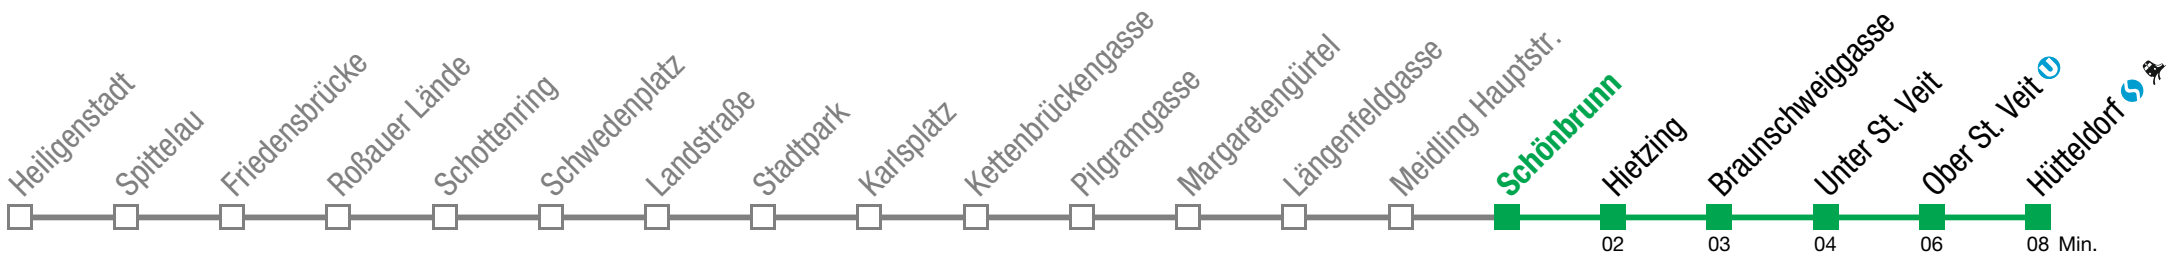 Heiligenstadt
Spittelau
Friedensbrücke
Roßauer Lände
Schottenring
Schwedenplatz
Landstraße
Stadtpark
Karlsplatz
Kettenbrückengasse
Pilgramgasse
Margaretengürtel
Längenfeldgasse
Meidling Hauptstr.
Schönbrunn
Hietzing
Braunschweiggasse
Unter St. Veit
Ober St. Veit U
Hütteldorf S
02 03 04 06 08 Min.